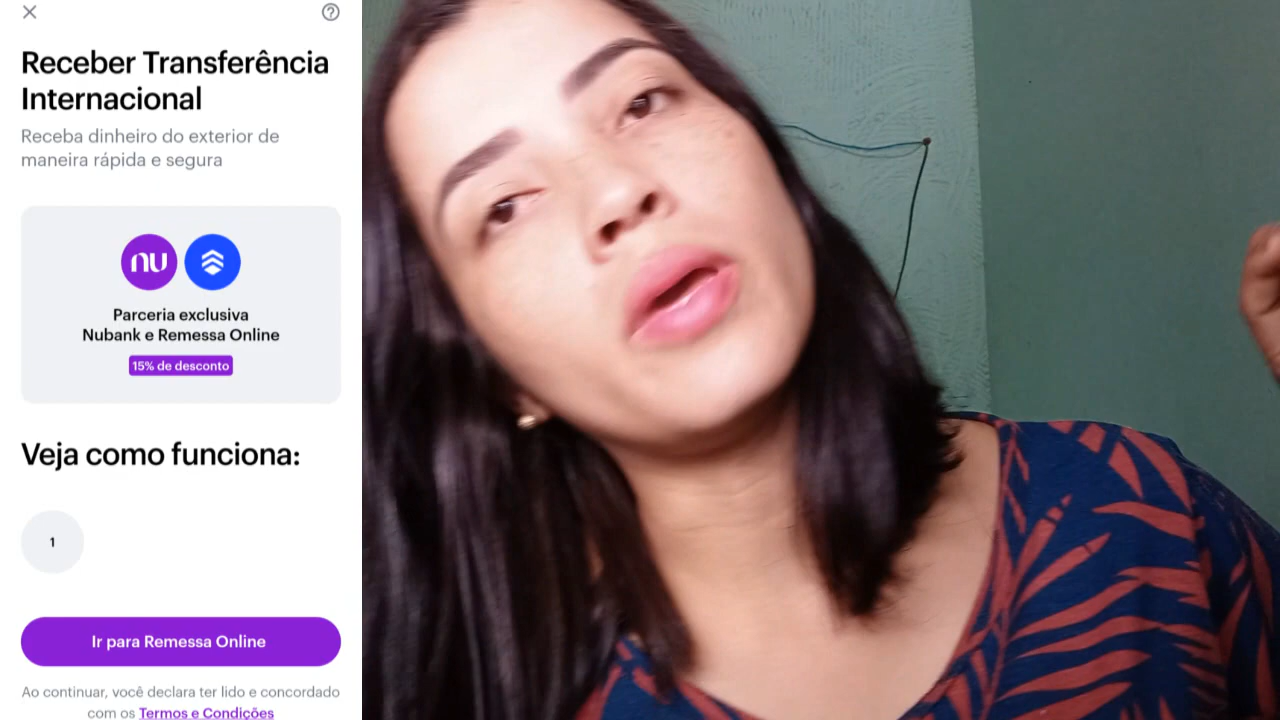 Receber Transferência
Internacional
Receba dinheiro do exterior de
maneira rápida e segura
nu
Parceria exclusiva
Nubank e Remessa Online
15% de desconto
Veja como funciona:
1
Ir para Remessa Online
Ao continuar, você declara ter lido e concordado
com os Termos e Condições